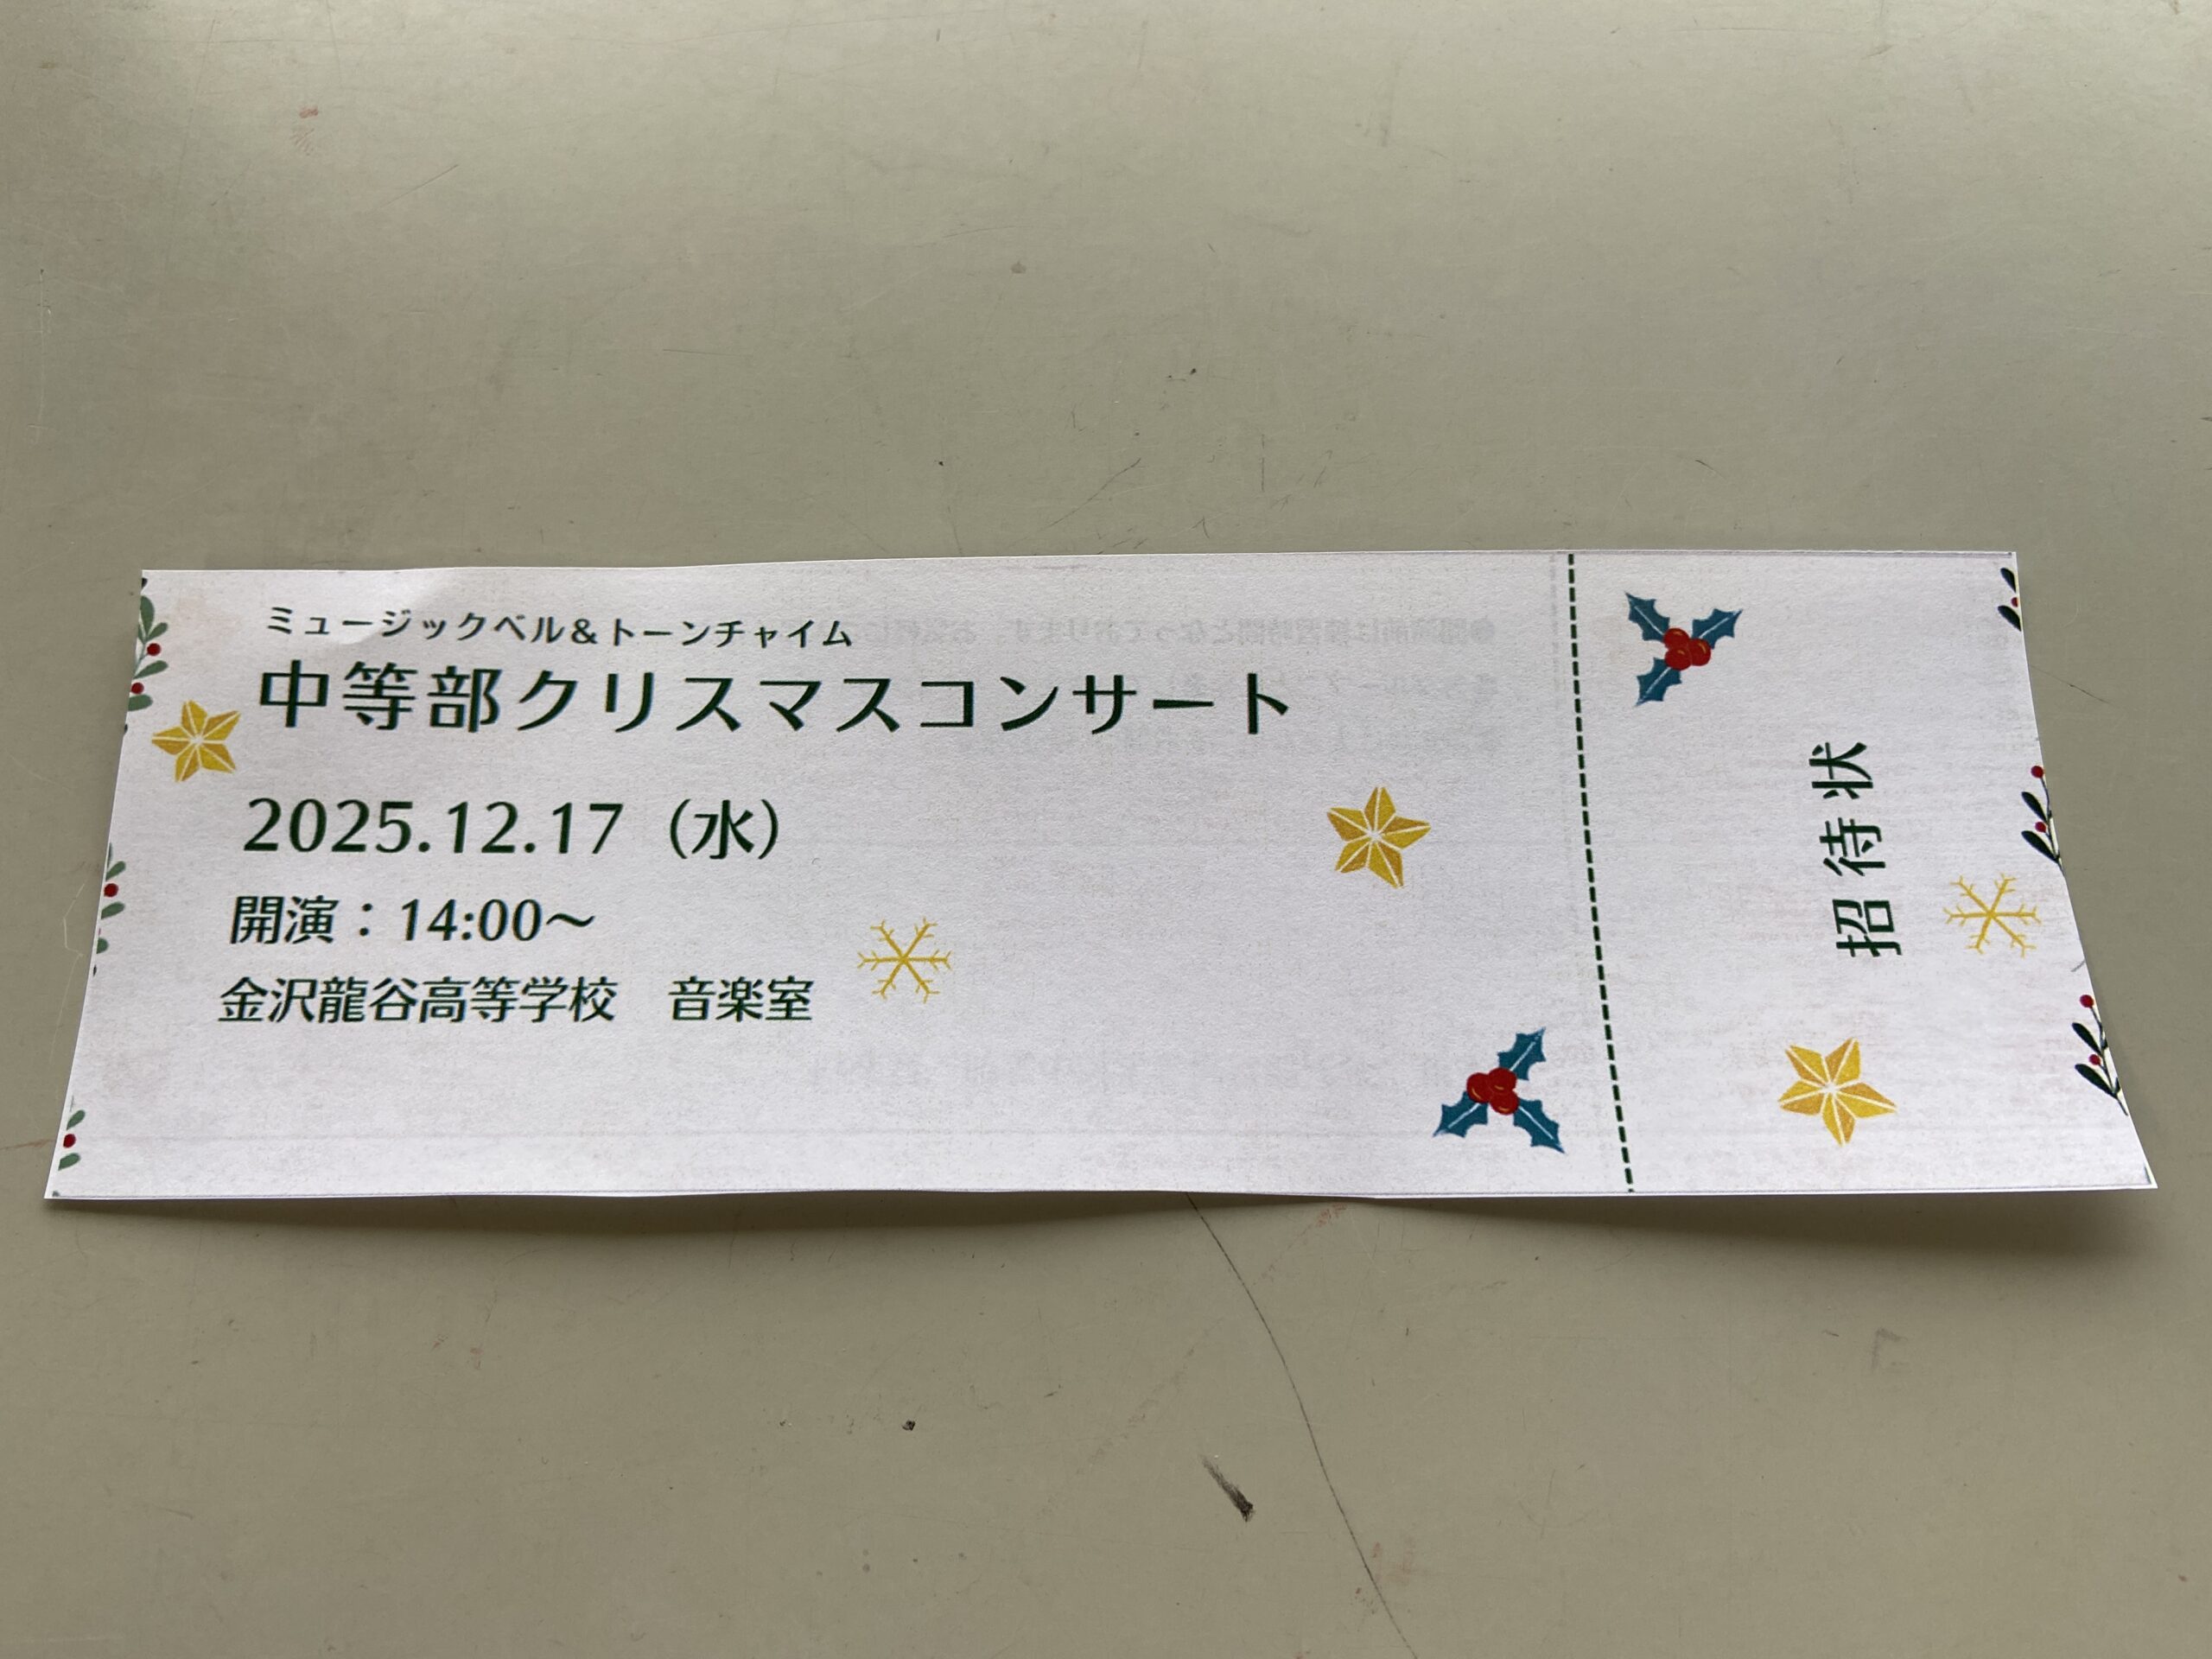 ミュージックベル&トーンチャイム
中等部クリスマスコンサート
2025.12.17（水）
開演：14:00～
金沢龍谷高等学校　音楽室
招待状